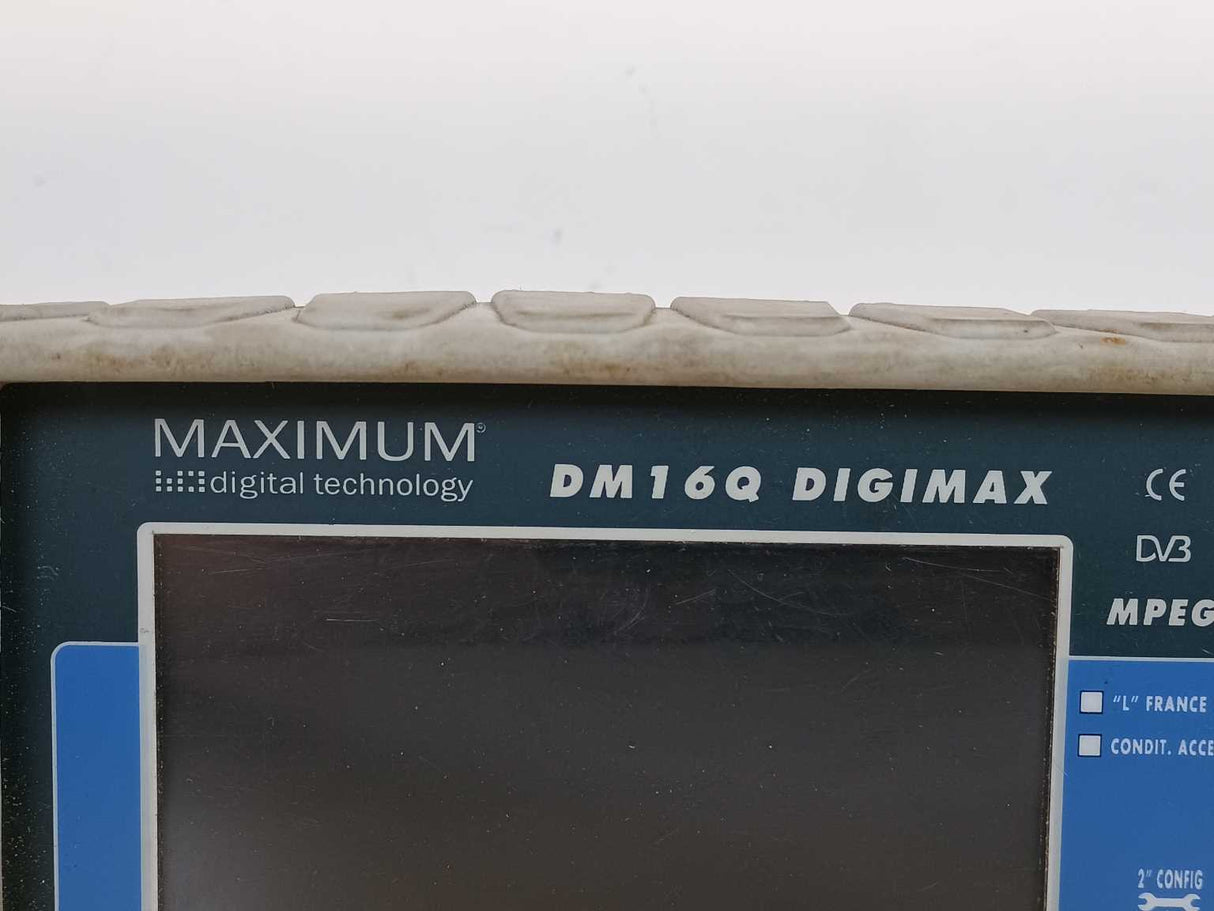 MAXIMUM®
digital technology
DM16Q DIGIMAX
CE
DVB
MPEG
"L" FRANCE
CONDIT. ACCE
2" CONFIG